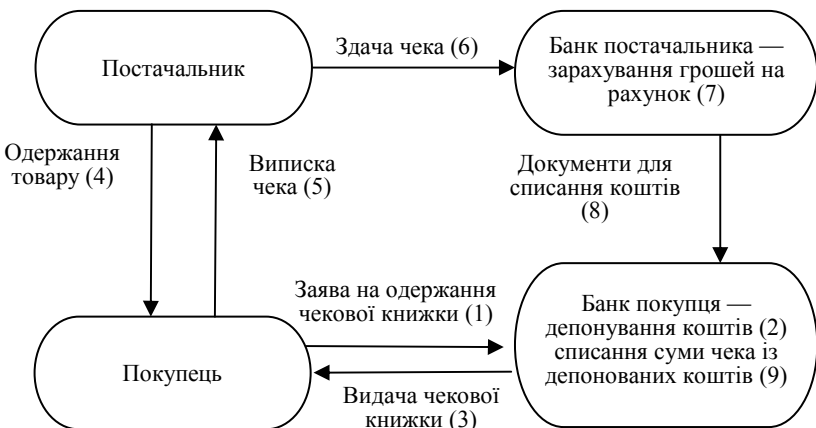 Постачальник
Здача чека (6)
Банк постачальника —
зарахування грошей на
рахунок (7)
Одержання
товару (4)
Виписка
чека (5)
Документи для
списання коштів
(8)
Заява на одержання
чекової книжки (1)
Покупець
Банк покупця —
депонування коштів (2)
списання суми чека із
депонованих коштів (9)
Видача чекової
книжки (3)